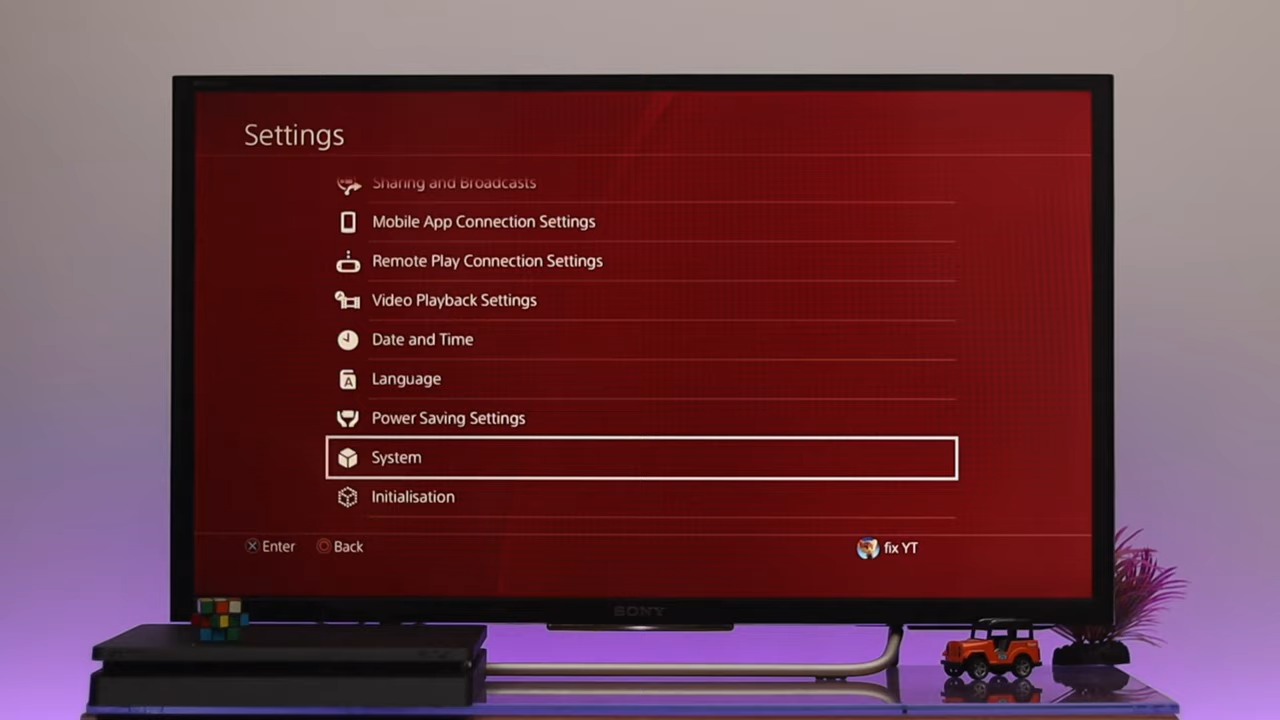 Settings
Sharing and Broadcasts
Mobile App Connection Settings
Remote Play Connection Settings
Video Playback Settings
Date and Time
Language
Power Saving Settings
System
Initialisation
Enter
Back
fix YT
SONY